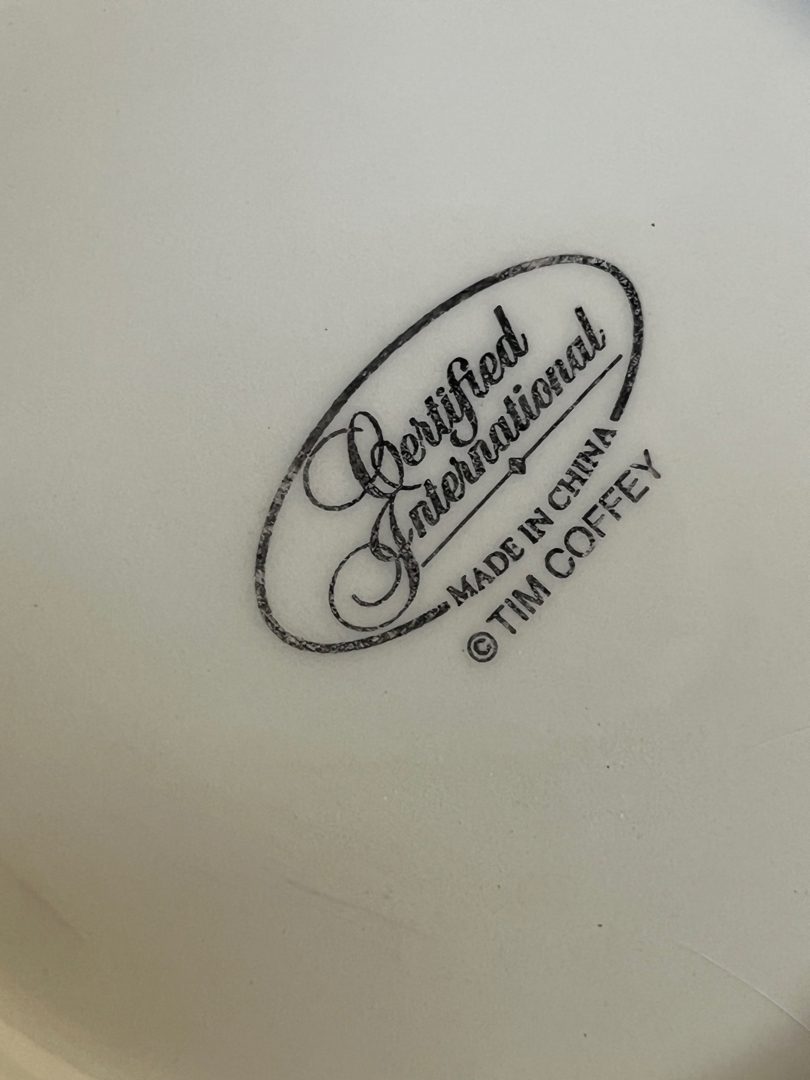 Certified
International
MADE IN CHINA
© TIM COFFEY